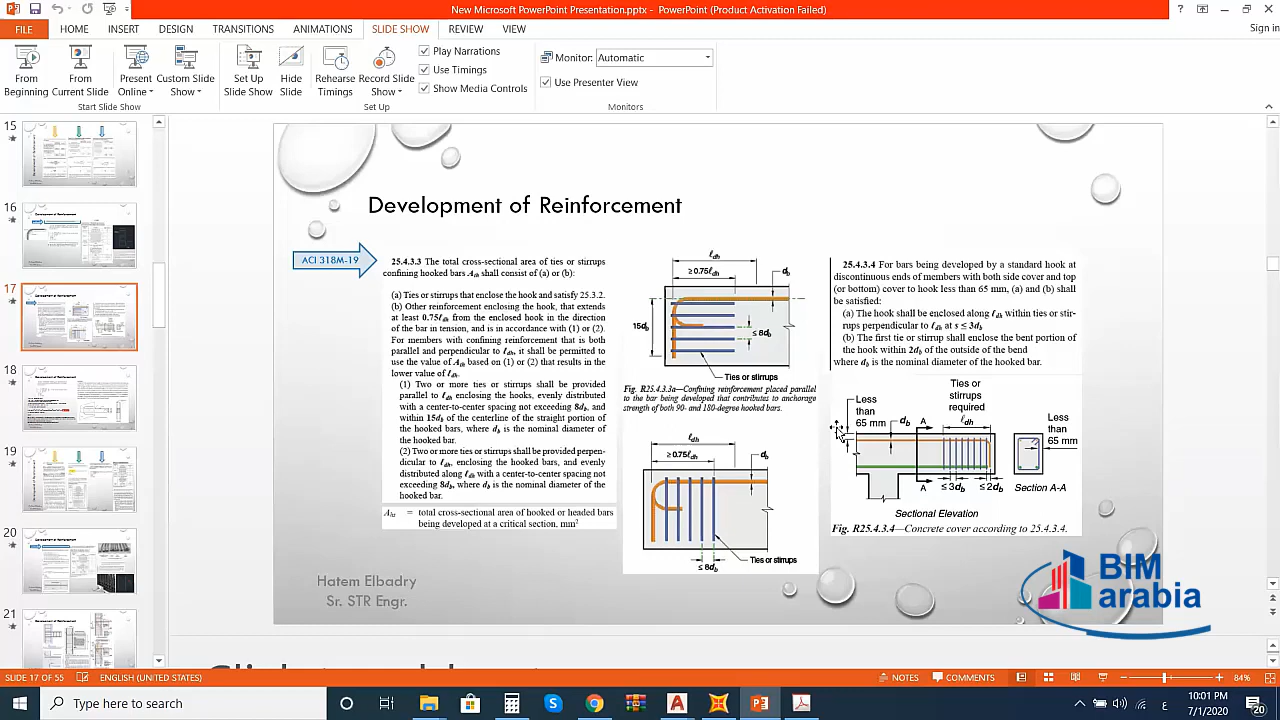 New Microsoft PowerPoint Presentation.pptx - PowerPoint (Product Activation Failed)
FILE HOME INSERT DESIGN TRANSITIONS ANIMATIONS SLIDE SHOW REVIEW VIEW Sign in
From Beginning
From Current Slide
Present Online
Custom Slide Show
Start Slide Show
Set Up Slide Show
Hide Slide
Rehearse Timings
Record Slide Show
Play Narrations
Use Timings
Show Media Controls
Set Up
Monitor: Automatic
Use Presenter View
Monitors
15
16
17
18
19
20
21
Development of Reinforcement
ACI 318M-19
25.4.3.3 The total cross-sectional area of ties or stirrups
confining hooked bars Ath shall consist of (a) or (b):
(a) Ties or stirrups that enclose the hook and satisfy 25.3.2.
(b) Other reinforcement enclosing the hook, that extends
at least 0.75ℓdh from the enclosed hook in the direction
of the bar in tension, and is in accordance with (1) or (2).
For members with confining reinforcement that is both
parallel and perpendicular to ℓdh, it shall be permitted to
use the value of Ath based on (1) or (2) that results in the
lower value of ℓdh.
(1) Two or more ties or stirrups shall be provided
parallel to ℓdh enclosing the hooks, evenly distributed
with a center-to-center spacing not exceeding 8db, and
within 15db of the centerline of the straight portion of
the hooked bars, where db is the nominal diameter of
the hooked bar.
(2) Two or more ties or stirrups shall be provided perpen-
dicular to ℓdh, enclosing the hooked bars, and evenly
distributed along ℓdh with a center-to-center spacing not
exceeding 8db, where db is the nominal diameter of the
hooked bar.
= total cross-sectional area of hooked or headed bars
being developed at a critical section, mm²
ℓdh
≥0.75ℓdh
db
15db
≤ 8db
Ties or stirrups
Fig. R25.4.3.3a—Confining reinforcement placed parallel
to the bar being developed that contributes to anchorage
strength of both 90- and 180-degree hooked bars.
ℓdh
≥0.75ℓdh
db
Ties or stirrups
≤ 8db
25.4.3.4 For bars being developed by a standard hook at
discontinuous ends of members with both side cover and top
(or bottom) cover to hook less than 65 mm, (a) and (b) shall
be satisfied:
(a) The hook shall be enclosed along ℓdh within ties or stir-
rups perpendicular to ℓdh at s ≤ 3db
(b) The first tie or stirrup shall enclose the bent portion of
the hook within 2db of the outside of the bend
where db is the nominal diameter of the hooked bar.
Ties or
stirrups
required
Less
than
65 mm
db
A
ℓdh
Less
than
65 mm
A
≤ 3db
≤ 2db
Section A-A
Sectional Elevation
Fig. R25.4.3.4—Concrete cover according to 25.4.3.4.
Hatem Elbadry
Sr. STR Engr.
BIM
arabia
SLIDE 17 OF 55 ENGLISH (UNITED STATES) NOTES COMMENTS 84%
Type here to search
ع
10:01 PM
7/1/2020
20